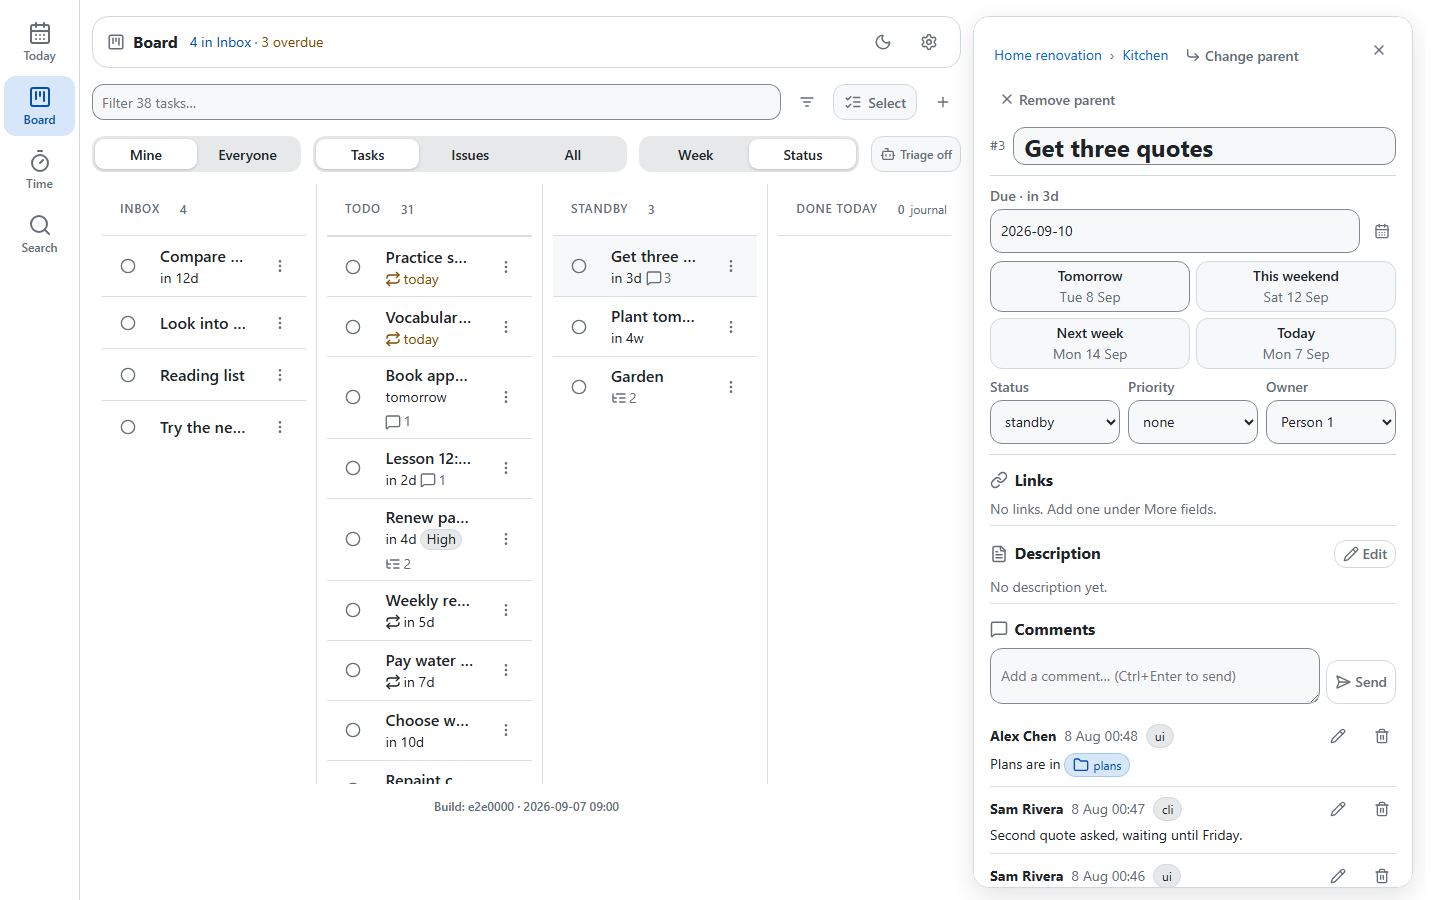 Today
Board
Time
Search
Board 4 in Inbox · 3 overdue
Filter 38 tasks...
Select
Mine Everyone
Tasks Issues All
Week Status
Triage off
INBOX 4
Compare ...
in 12d
Look into ...
Reading list
Try the ne...
TODO 31
Practice s...
today
Vocabular...
today
Book app...
tomorrow
1
Lesson 12:...
in 2d 1
Renew pa...
in 4d High
2
Weekly re...
in 5d
Pay water ...
in 7d
Choose w...
in 10d
Repaint c
STANDBY 3
Get three ...
in 3d 3
Plant tom...
in 4w
Garden
2
DONE TODAY 0 journal
Build: e2e0000 · 2026-09-07 09:00
Home renovation › Kitchen Change parent
Remove parent
#3 Get three quotes
Due · in 3d
2026-09-10
Tomorrow
Tue 8 Sep
This weekend
Sat 12 Sep
Next week
Mon 14 Sep
Today
Mon 7 Sep
Status Priority Owner
standby none Person 1
Links
No links. Add one under More fields.
Description Edit
No description yet.
Comments
Add a comment... (Ctrl+Enter to send)
Send
Alex Chen 8 Aug 00:48 ui
Plans are in plans
Sam Rivera 8 Aug 00:47 cli
Second quote asked, waiting until Friday.
Sam Rivera 8 Aug 00:46 ui